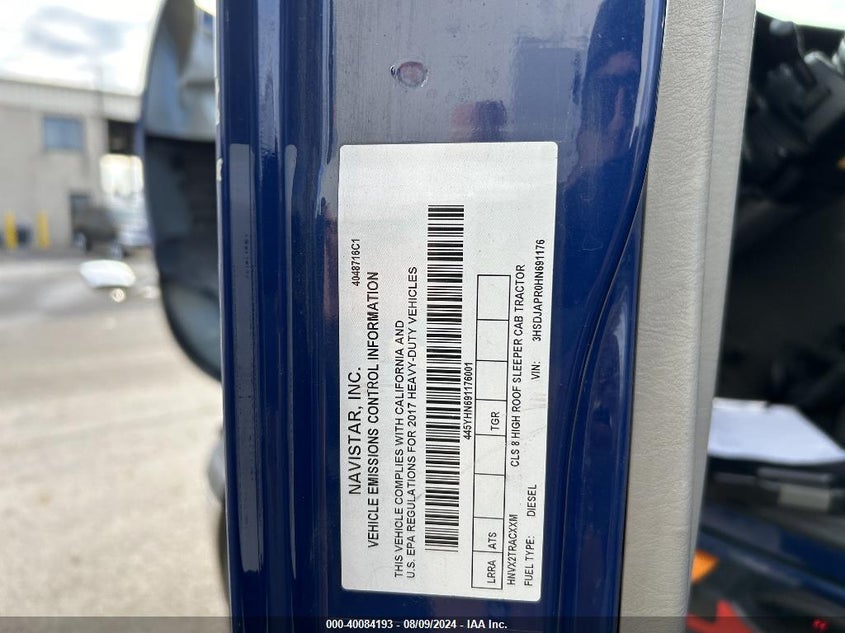 4048716C1
NAVISTAR, INC.
VEHICLE EMISSIONS CONTROL INFORMATION
THIS VEHICLE COMPLIES WITH CALIFORNIA AND
U.S. EPA REGULATIONS FOR 2017 HEAVY-DUTY VEHICLES
445YHN691176001
LRRA ATS TGR
HNVX2TRACXXM CLS 8 HIGH ROOF SLEEPER CAB TRACTOR
FUEL TYPE: DIESEL VIN: 3HSDJAPR0HN691176
000-40084193 - 08/09/2024 - IAA Inc.